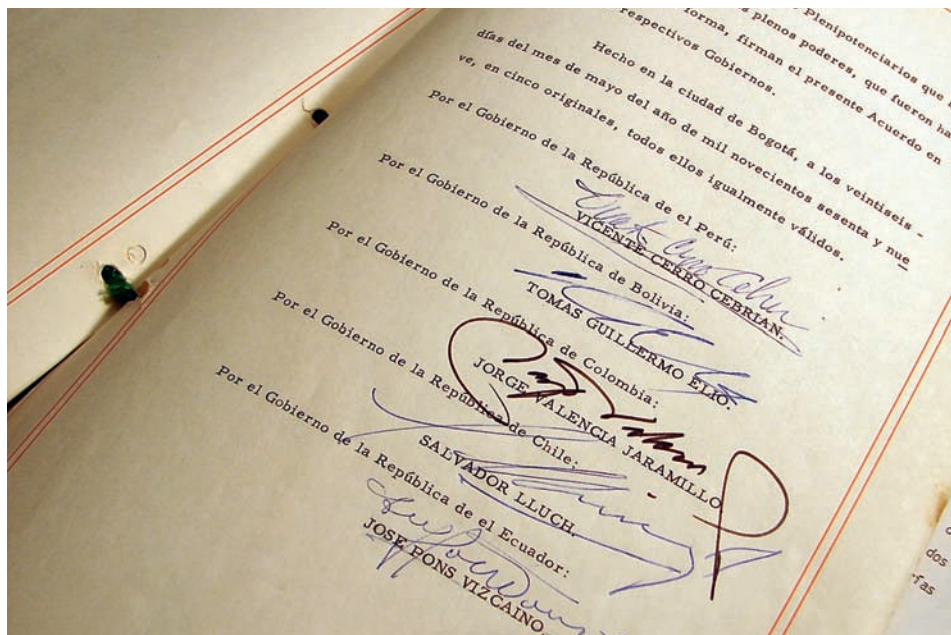 Plenipotenciarios que
plenos poderes, que fueron ha
forma, firman el presente Acuerdo en
respectivos Gobiernos.
Hecho en la ciudad de Bogotá, a los veintiseis -
días del mes de mayo del año de mil novecientos sesenta y nue
ve, en cinco originales, todos ellos igualmente válidos.
Por el Gobierno de la República de el Perú:
VICENTE CERRO CEBRIAN.
Por el Gobierno de la República de Bolivia:
TOMAS GUILLERMO ELIO.
Por el Gobierno de la República de Colombia:
JORGE VALENCIA JARAMILLO
Por el Gobierno de la República de Chile:
SALVADOR LLUCH.
Por el Gobierno de la República de el Ecuador:
JOSE PONS VIZCAINO.
dos